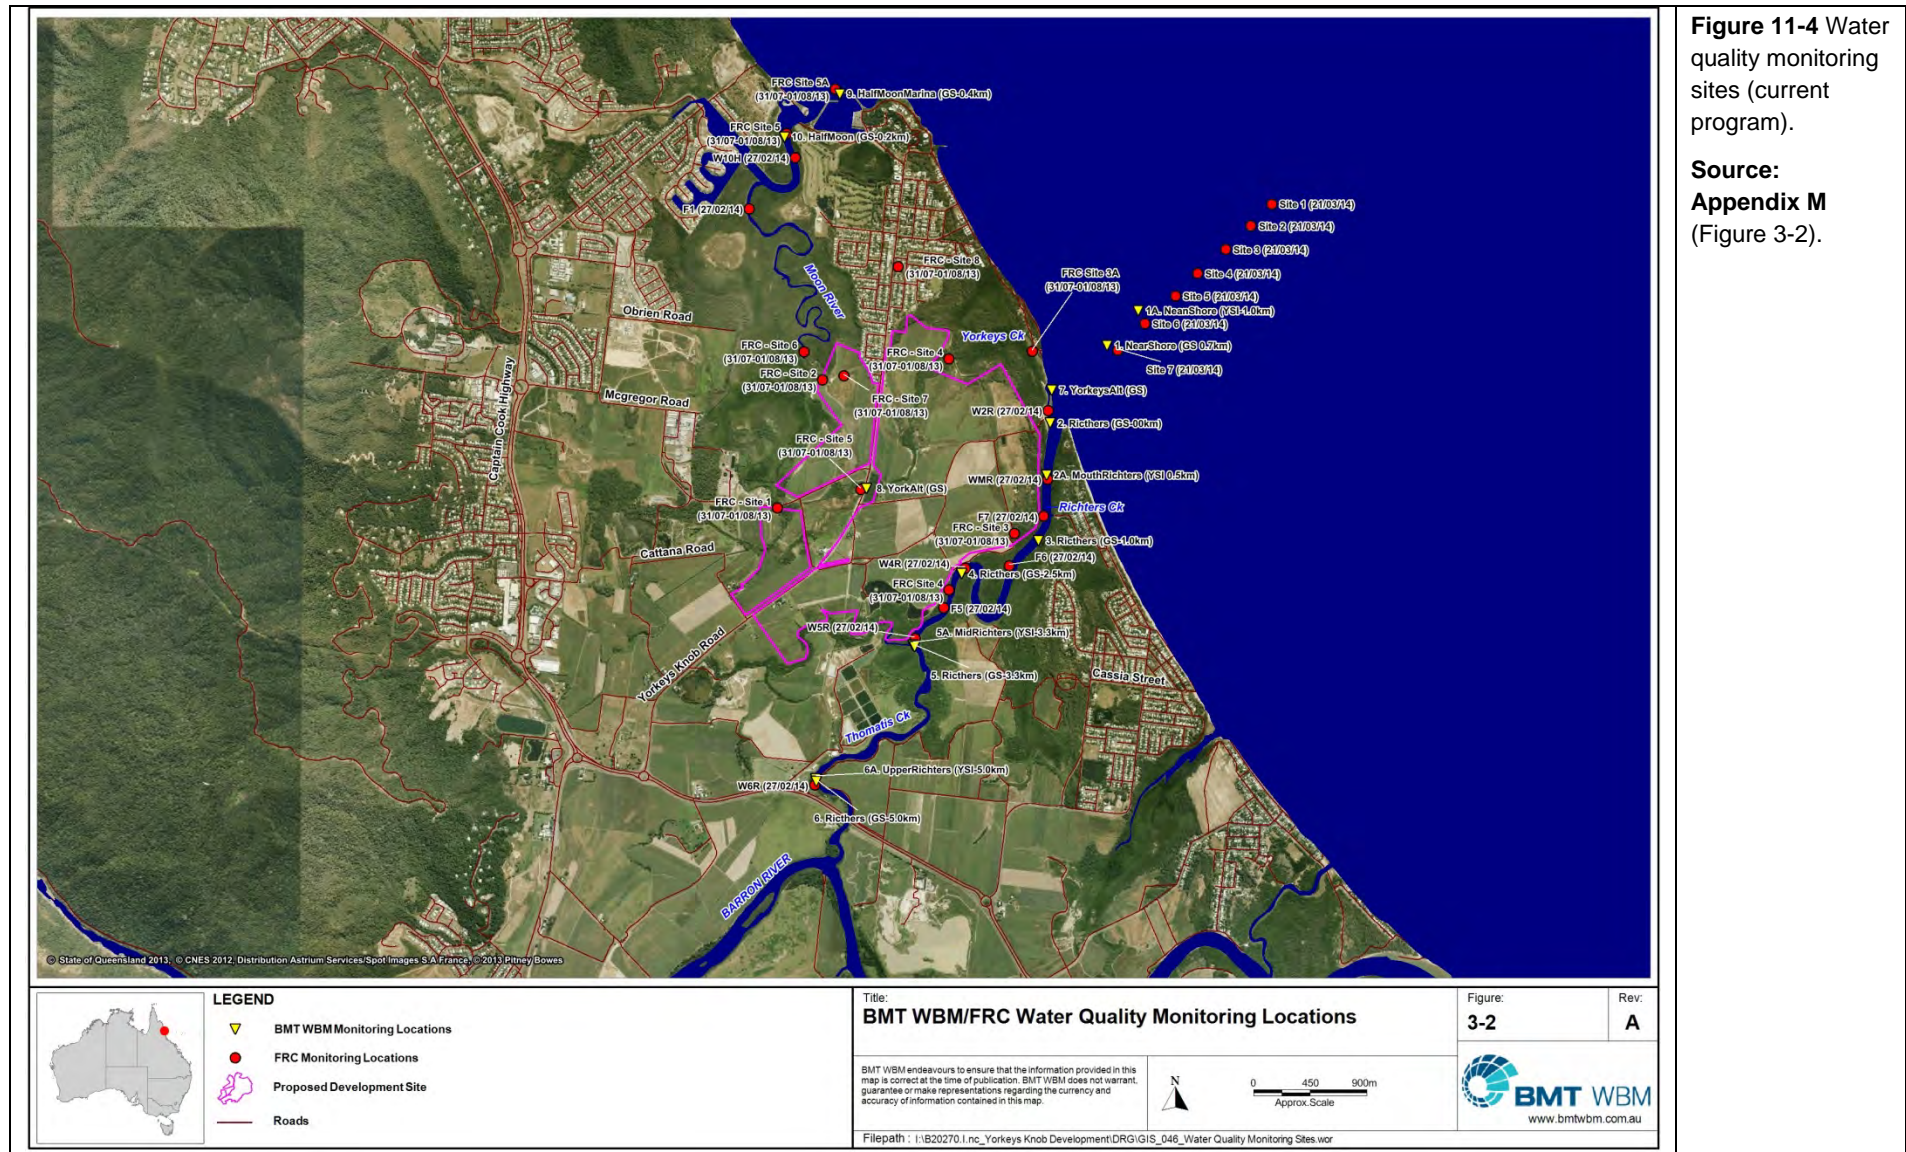 FRC Site 5A
(31/07-01/08/13)
9. HalfMoonMarina (GS-0.4km)
FRC Site 5
(31/07-01/08/13)
10. HalfMoon (GS-0.2km)
W10H (27/02/14)
F1 (27/02/14)
Moon River
FRC - Site 8
(31/07-01/08/13)
FRC Site 3A
(31/07-01/08/13)
Site 1 (21/03/14)
Site 2 (21/03/14)
Site 3 (21/03/14)
Site 4 (21/03/14)
Site 5 (21/03/14)
1A. NearShore (YSI-1.0km)
Site 6 (21/03/14)
1. NearShore (GS 0.7km)
Site 7 (21/03/14)
Obrien Road
Yorkeys Ck
FRC - Site 6
(31/07-01/08/13)
FRC - Site 4
(31/07-01/08/13)
FRC - Site 2
(31/07-01/08/13)
Captain Cook Highway
Mcgregor Road
FRC - Site 7
(31/07-01/08/13)
7. YorkeysAlt (GS)
W2R (27/02/14)
2. Ricthers (GS-00km)
FRC - Site 5
(31/07-01/08/13)
8. YorkAlt (GS)
2A. MouthRichters (YSI 0.5km)
WMR (27/02/14)
FRC - Site 1
(31/07-01/08/13)
Richters Ck
F7 (27/02/14)
FRC - Site 3
(31/07-01/08/13)
3. Ricthers (GS-1.0km)
Cattana Road
F6 (27/02/14)
W4R (27/02/14)
4. Ricthers (GS-2.5km)
FRC Site 4
(31/07-01/08/13)
F5 (27/02/14)
W5R (27/02/14)
5A. MidRichters (YSI-3.3km)
5. Ricthers (GS-3.3km)
Yorkeys Knob Road
Cassia Street
Thomatis Ck
6A. UpperRichters (YSI-5.0km)
W6R (27/02/14)
6. Ricthers (GS-5.0km)
BARRON RIVER
© State of Queensland 2013, © CNES 2012, Distribution Astrium Services/Spot Images S.A France, © 2013 Pitney Bowes
LEGEND
BMT WBM Monitoring Locations
FRC Monitoring Locations
Proposed Development Site
Roads
Title:
BMT WBM/FRC Water Quality Monitoring Locations
BMT WBM endeavours to ensure that the information provided in this
map is correct at the time of publication. BMT WBM does not warrant,
guarantee or make representations regarding the currency and
accuracy of information contained in this map.
N
0 450 900m
Approx.Scale
Filepath : I:\B20270.I.nc_Yorkeys Knob Development\DRG\GIS_046_Water Quality Monitoring Sites.wor
Figure:
3-2
Rev:
A
BMT WBM
www.bmtwbm.com.au
Figure 11-4 Water
quality monitoring
sites (current
program).
Source:
Appendix M
(Figure 3-2).